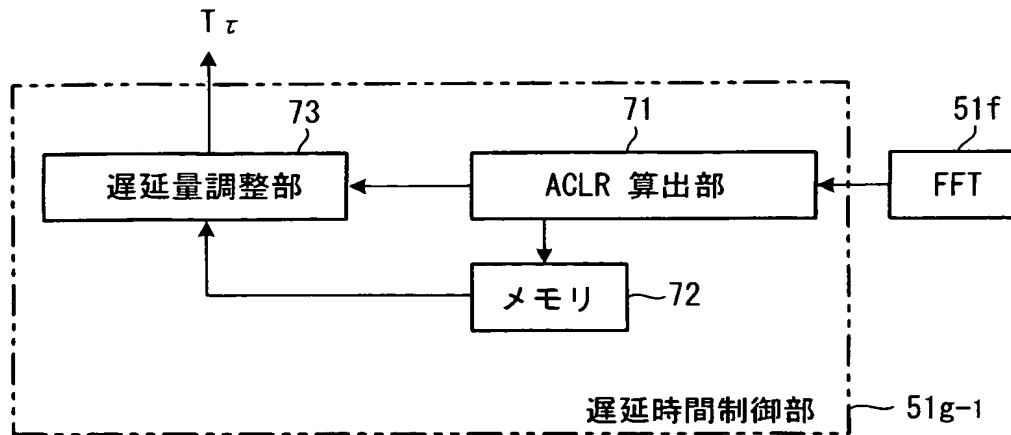 Tτ
73
71
51f
遅延量調整部
ACLR 算出部
FFT
メモリ
72
遅延時間制御部
51g-1